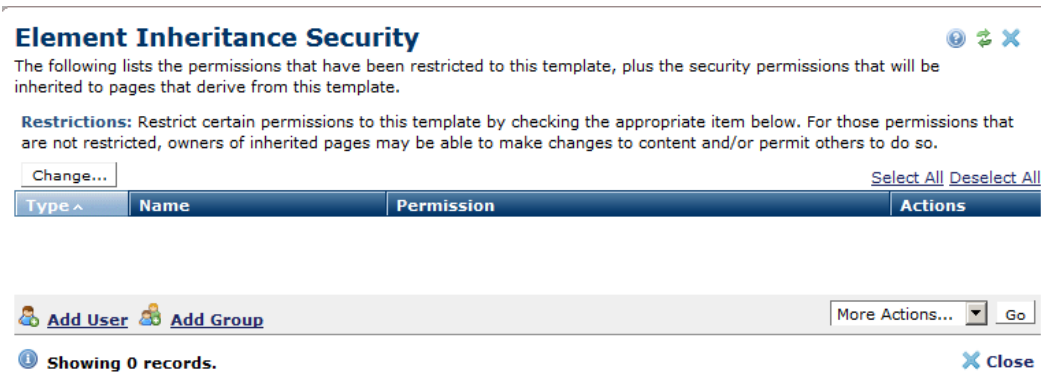 Element Inheritance Security
The following lists the permissions that have been restricted to this template, plus the security permissions that will be
inherited to pages that derive from this template.
Restrictions: Restrict certain permissions to this template by checking the appropriate item below. For those permissions that
are not restricted, owners of inherited pages may be able to make changes to content and/or permit others to do so.
Change... Select All Deselect All
Type Name Permission Actions
Add User Add Group More Actions... Go
Showing 0 records. Close